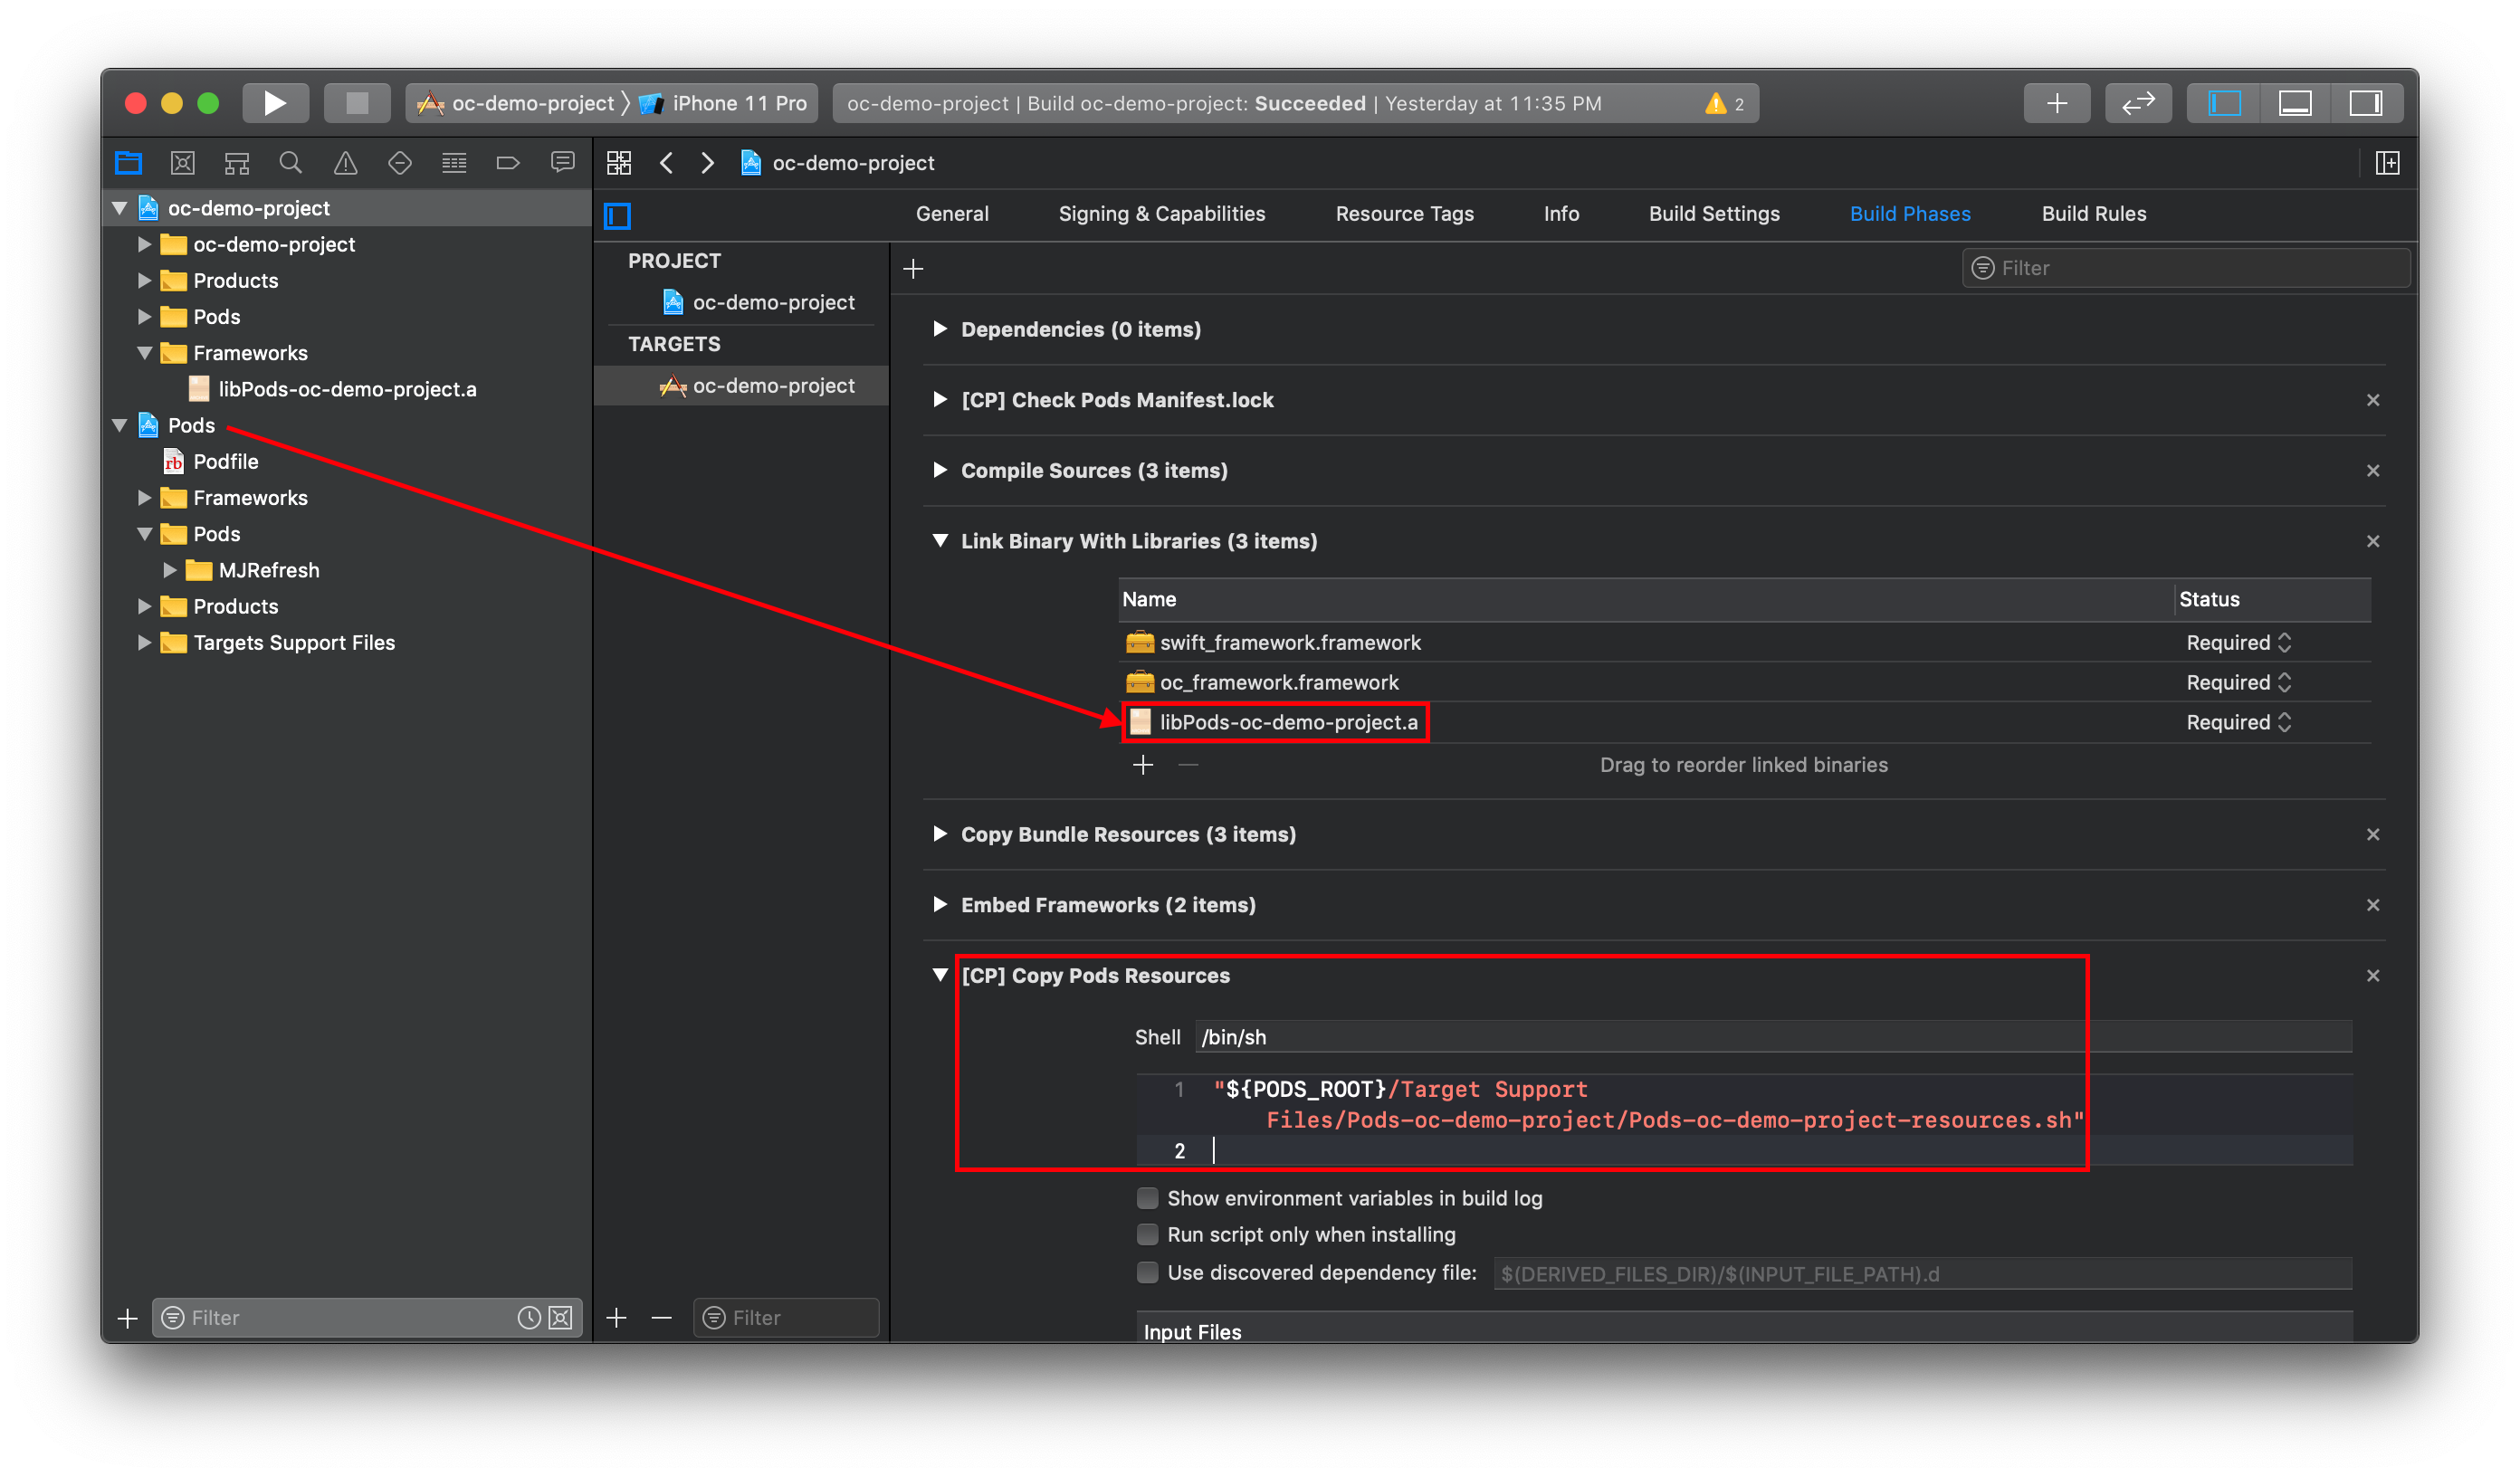 oc-demo-project 〉 iPhone 11 Pro
oc-demo-project | Build oc-demo-project: Succeeded | Yesterday at 11:35 PM
2
oc-demo-project
oc-demo-project
oc-demo-project
Products
Pods
Frameworks
libPods-oc-demo-project.a
Pods
rb Podfile
Frameworks
Pods
MJRefresh
Products
Targets Support Files
Filter
General
Signing & Capabilities
Resource Tags
Info
Build Settings
Build Phases
Build Rules
PROJECT
oc-demo-project
TARGETS
oc-demo-project
Filter
Filter
Dependencies (0 items)
[CP] Check Pods Manifest.lock
Compile Sources (3 items)
Link Binary With Libraries (3 items)
Name Status
swift_framework.framework Required
oc_framework.framework Required
libPods-oc-demo-project.a Required
Drag to reorder linked binaries
Copy Bundle Resources (3 items)
Embed Frameworks (2 items)
[CP] Copy Pods Resources
Shell /bin/sh
1 "${PODS_ROOT}/Target Support
Files/Pods-oc-demo-project/Pods-oc-demo-project-resources.sh"
2
Show environment variables in build log
Run script only when installing
Use discovered dependency file: $(DERIVED_FILES_DIR)/$(INPUT_FILE_PATH).d
Input Files